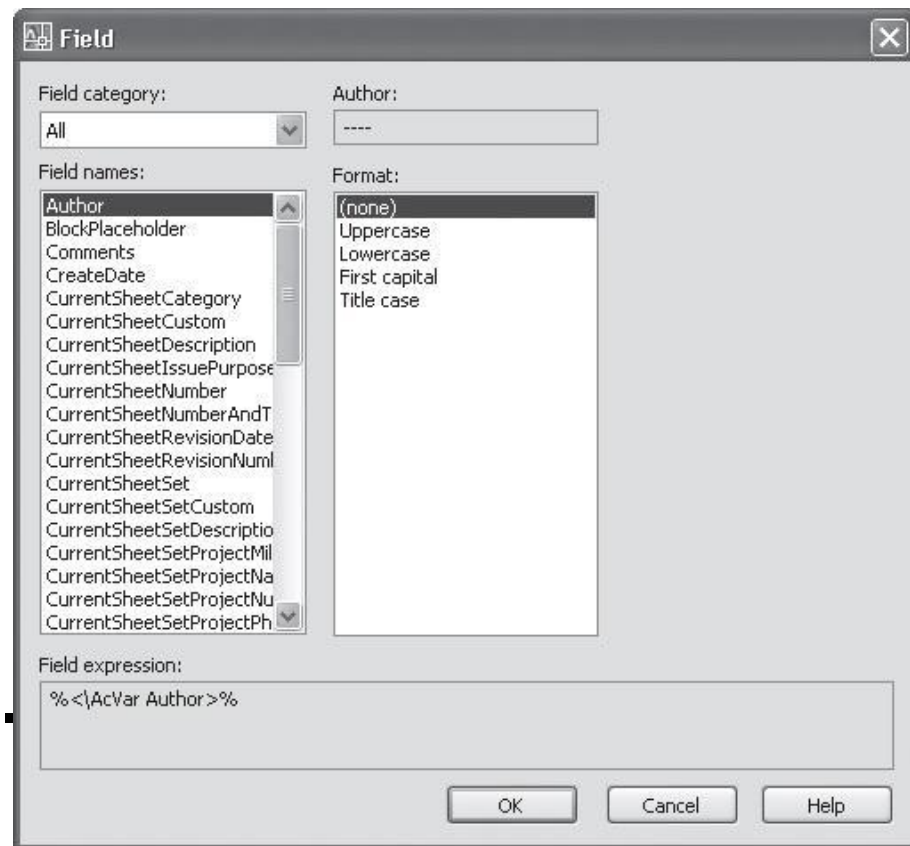 Field
Field category:
All
Author:
----
Field names:
Author
BlockPlaceholder
Comments
CreateDate
CurrentSheetCategory
CurrentSheetCustom
CurrentSheetDescription
CurrentSheetIssuePurpose
CurrentSheetNumber
CurrentSheetNumberAndT
CurrentSheetRevisionDate
CurrentSheetRevisionNuml
CurrentSheetSet
CurrentSheetSetCustom
CurrentSheetSetDescriptio
CurrentSheetSetProjectMil
CurrentSheetSetProjectNa
CurrentSheetSetProjectNu
CurrentSheetSetProjectPh
Format:
(none)
Uppercase
Lowercase
First capital
Title case
Field expression:
%<\AcVar Author>%
OK
Cancel
Help